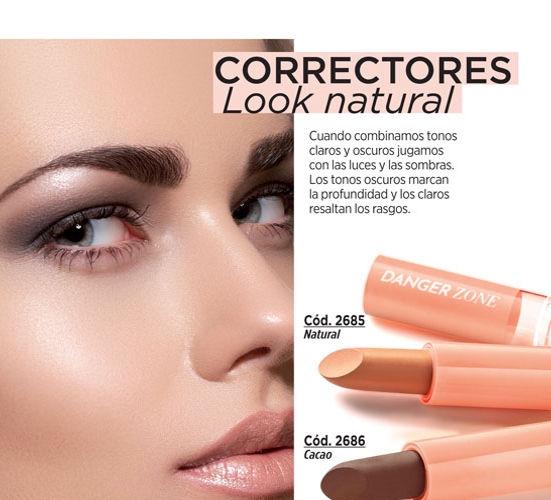 CORRECTORES
Look natural
Cuando combinamos tonos
claros y oscuros jugamos
con las luces y las sombras.
Los tonos oscuros marcan
la profundidad y los claros
resaltan los rasgos.
DANGER ZONE
Cód. 2685
Natural
Cód. 2686
Cacao